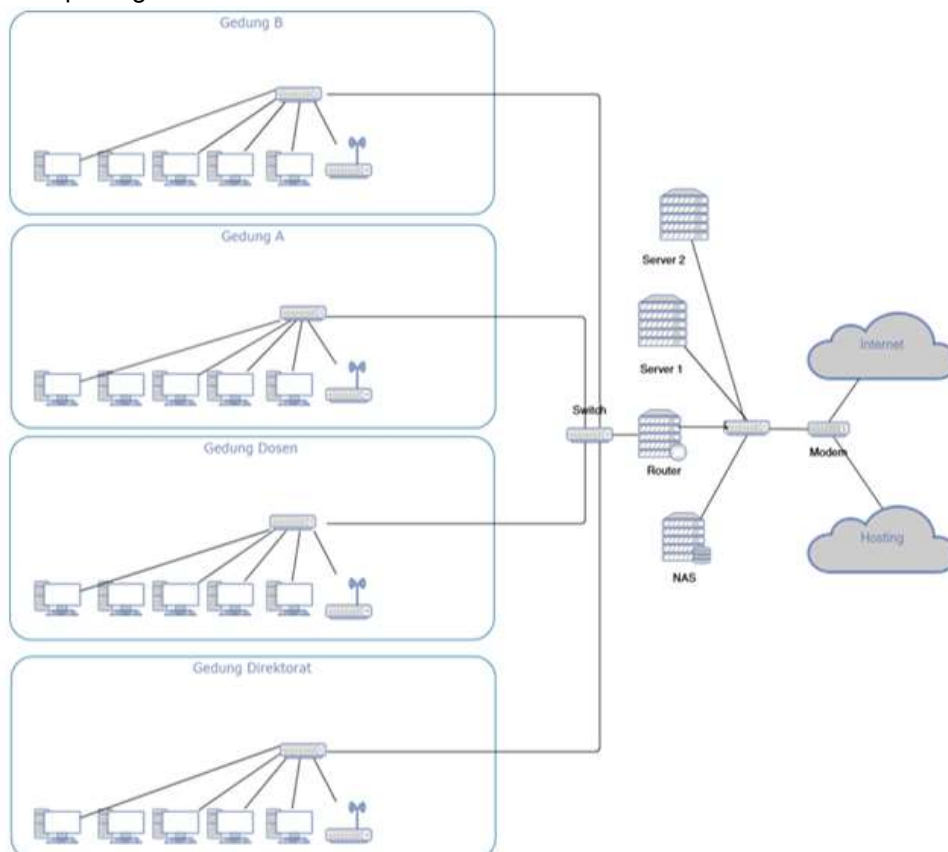 Gedung B
Gedung A
Gedung Dosen
Gedung Direktorat
Switch
Server 2
Server 1
Router
NAS
Modem
Internet
Hosting